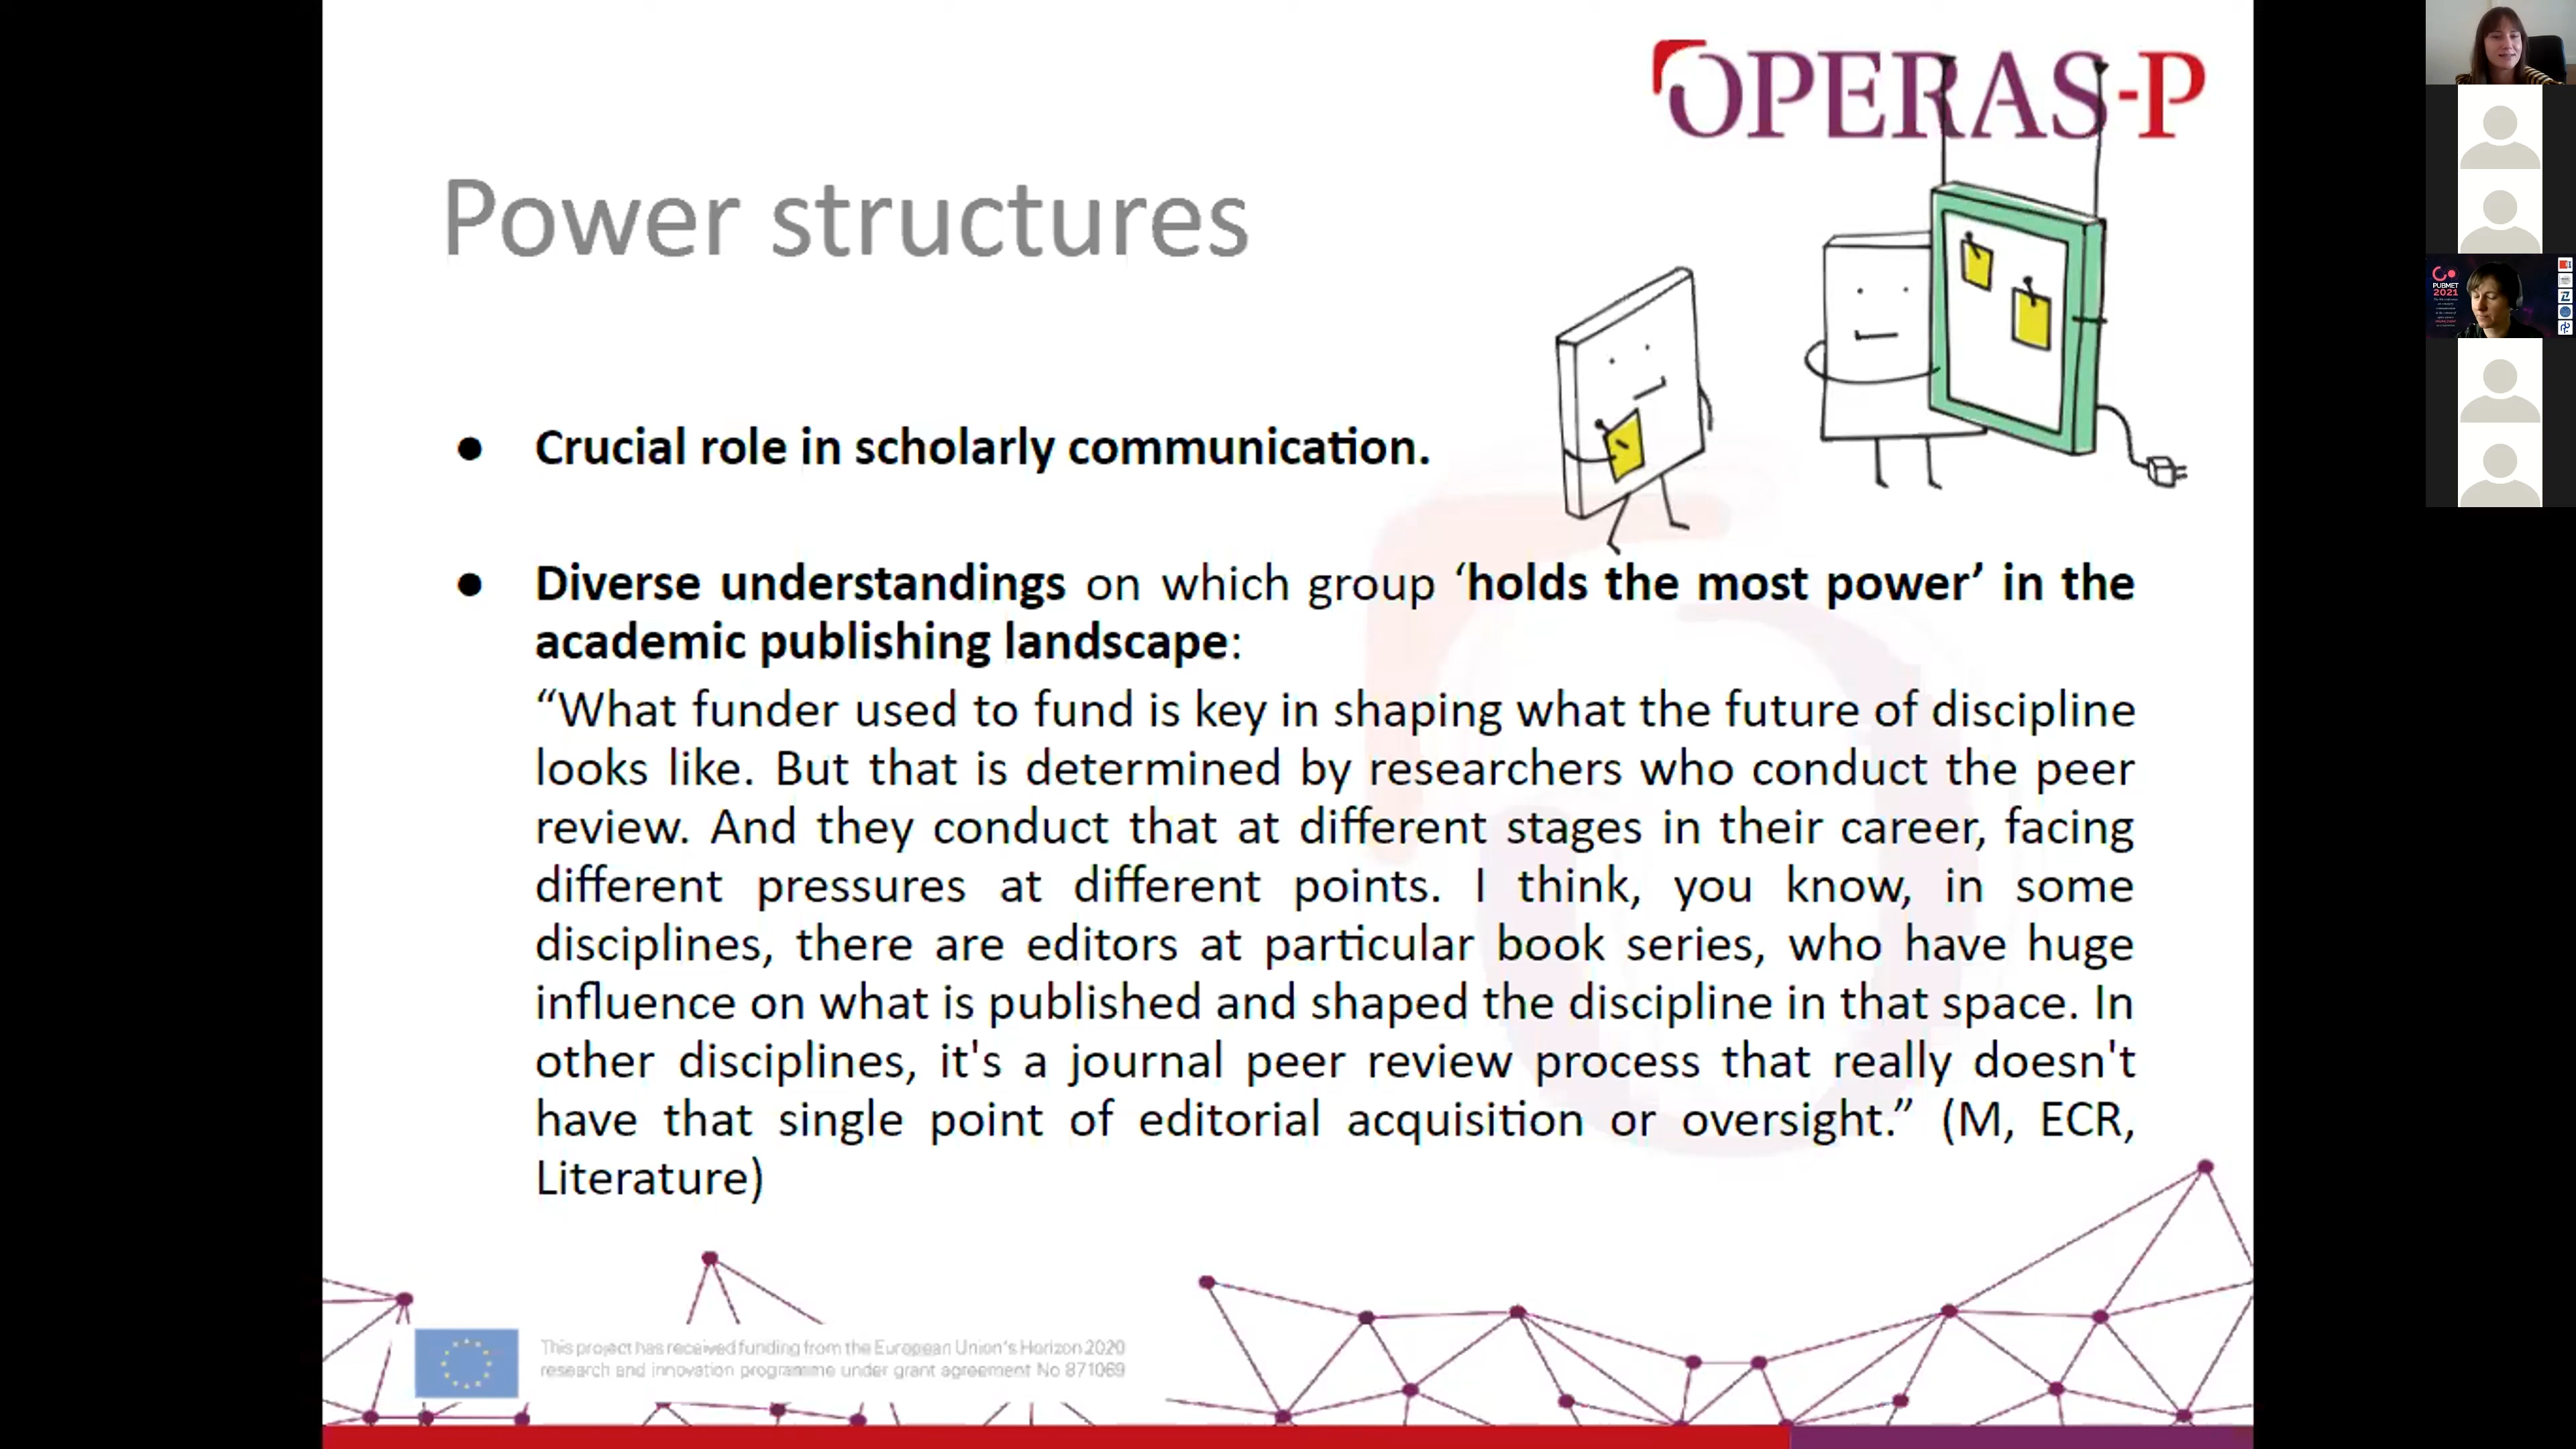 OPERAS-P
Power structures
● Crucial role in scholarly communication.
● Diverse understandings on which group ‘holds the most power’ in the
academic publishing landscape:
“What funder used to fund is key in shaping what the future of discipline
looks like. But that is determined by researchers who conduct the peer
review. And they conduct that at different stages in their career, facing
different pressures at different points. I think, you know, in some
disciplines, there are editors at particular book series, who have huge
influence on what is published and shaped the discipline in that space. In
other disciplines, it's a journal peer review process that really doesn't
have that single point of editorial acquisition or oversight.” (M, ECR,
Literature)
This project has received funding from the European Union's Horizon 2020
research and innovation programme under grant agreement No 871069
PUBMET
2021